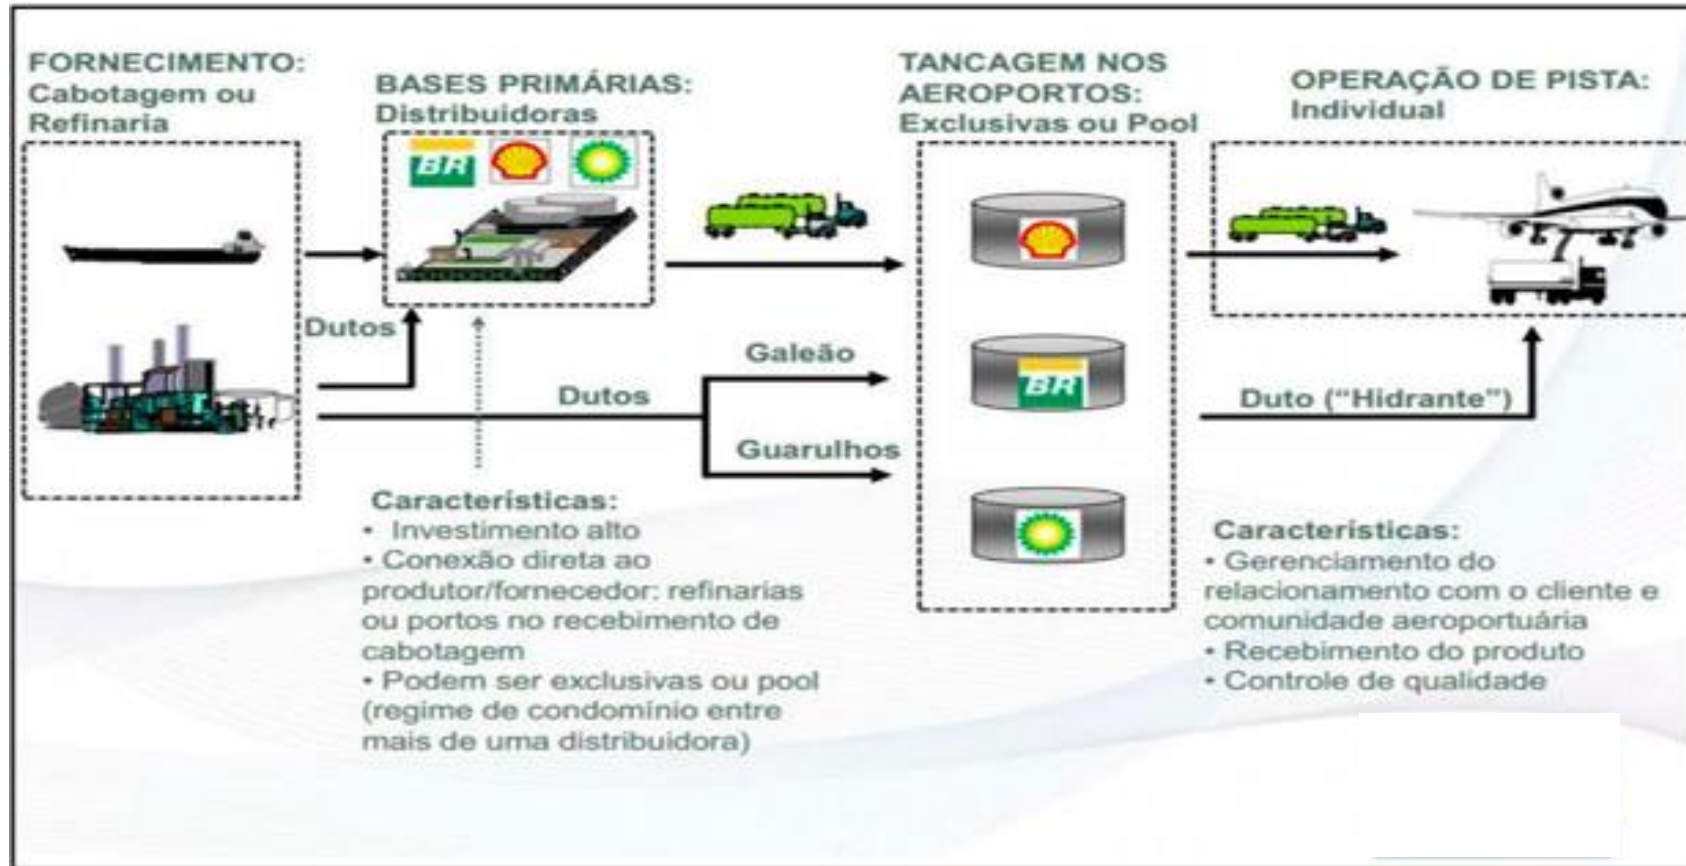 FORNECIMENTO:
Cabotagem ou
Refinaria
BASES PRIMÁRIAS:
Distribuidoras
BR
TANCAGEM NOS
AEROPORTOS:
Exclusivas ou Pool
OPERAÇÃO DE PISTA:
Individual
Dutos
Dutos
Galeão
Guarulhos
BR
Duto (“Hidrante”)
Características:
• Investimento alto
• Conexão direta ao
produtor/fornecedor: refinarias
ou portos no recebimento de
cabotagem
• Podem ser exclusivas ou pool
(regime de condomínio entre
mais de uma distribuidora)
Características:
• Gerenciamento do
relacionamento com o cliente e
comunidade aeroportuária
• Recebimento do produto
• Controle de qualidade